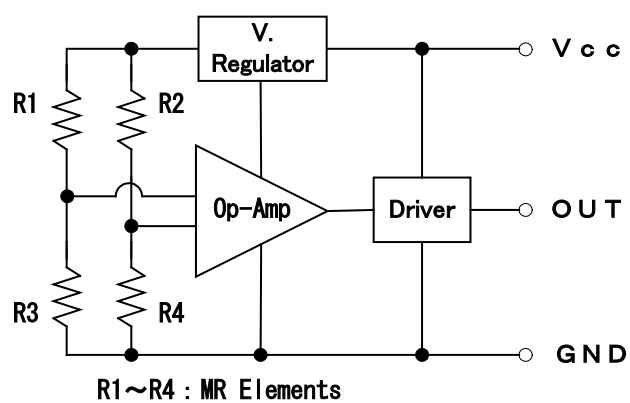 V.
Regulator
Vcc
R1
R2
Op-Amp
Driver
OUT
R3
R4
GND
R1～R4：MR Elements